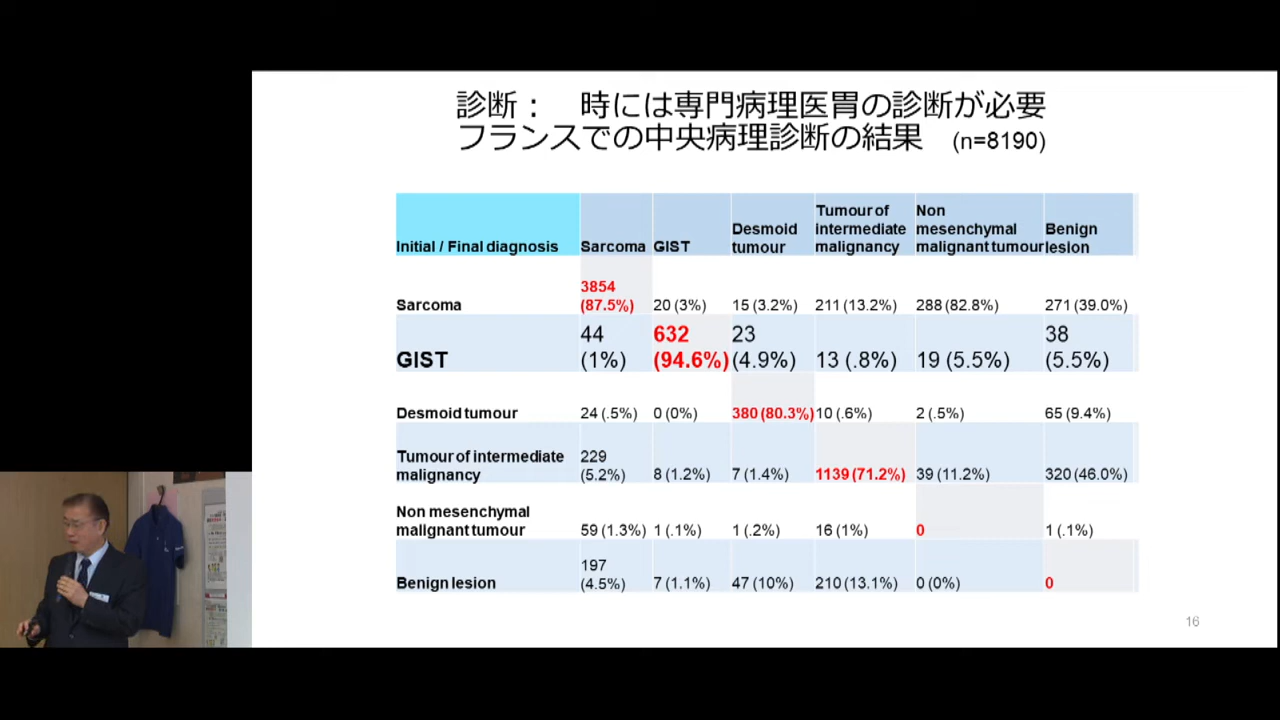 診断： 時には専門病理医胃の診断が必要
フランスでの中央病理診断の結果 (n=8190)
Initial / Final diagnosis Sarcoma GIST Desmoid tumour Tumour of intermediate malignancy Non mesenchymal malignant tumour Benign lesion
Sarcoma 3854 (87.5%) 20 (3%) 15 (3.2%) 211 (13.2%) 288 (82.8%) 271 (39.0%)
GIST 44 (1%) 632 (94.6%) 23 (4.9%) 13 (.8%) 19 (5.5%) 38 (5.5%)
Desmoid tumour 24 (.5%) 0 (0%) 380 (80.3%) 10 (.6%) 2 (.5%) 65 (9.4%)
Tumour of intermediate malignancy 229 (5.2%) 8 (1.2%) 7 (1.4%) 1139 (71.2%) 39 (11.2%) 320 (46.0%)
Non mesenchymal malignant tumour 59 (1.3%) 1 (.1%) 1 (.2%) 16 (1%) 0 1 (.1%)
Benign lesion 197 (4.5%) 7 (1.1%) 47 (10%) 210 (13.1%) 0 (0%) 0
16